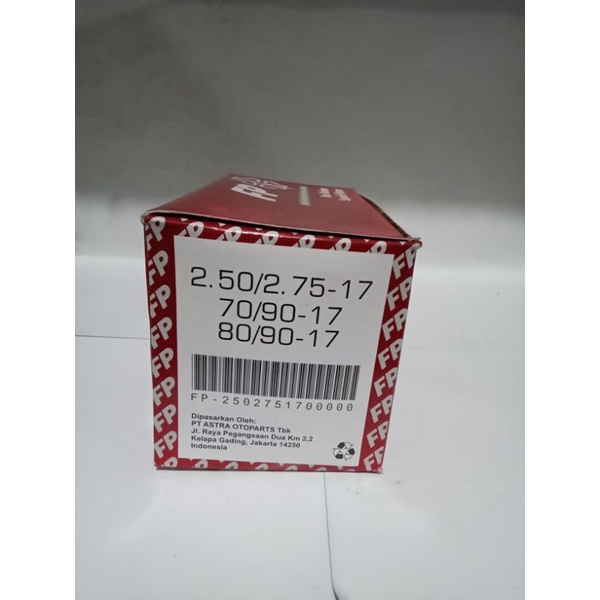 FP
2.50/2.75-17
70/90-17
80/90-17
FP-2502751700000
Dipasarkan Oleh:
PT ASTRA OTOPARTS Tbk
Jl. Raya Pegangsaan Dua Km 2,2
Kelapa Gading, Jakarta 14250
Indonesia